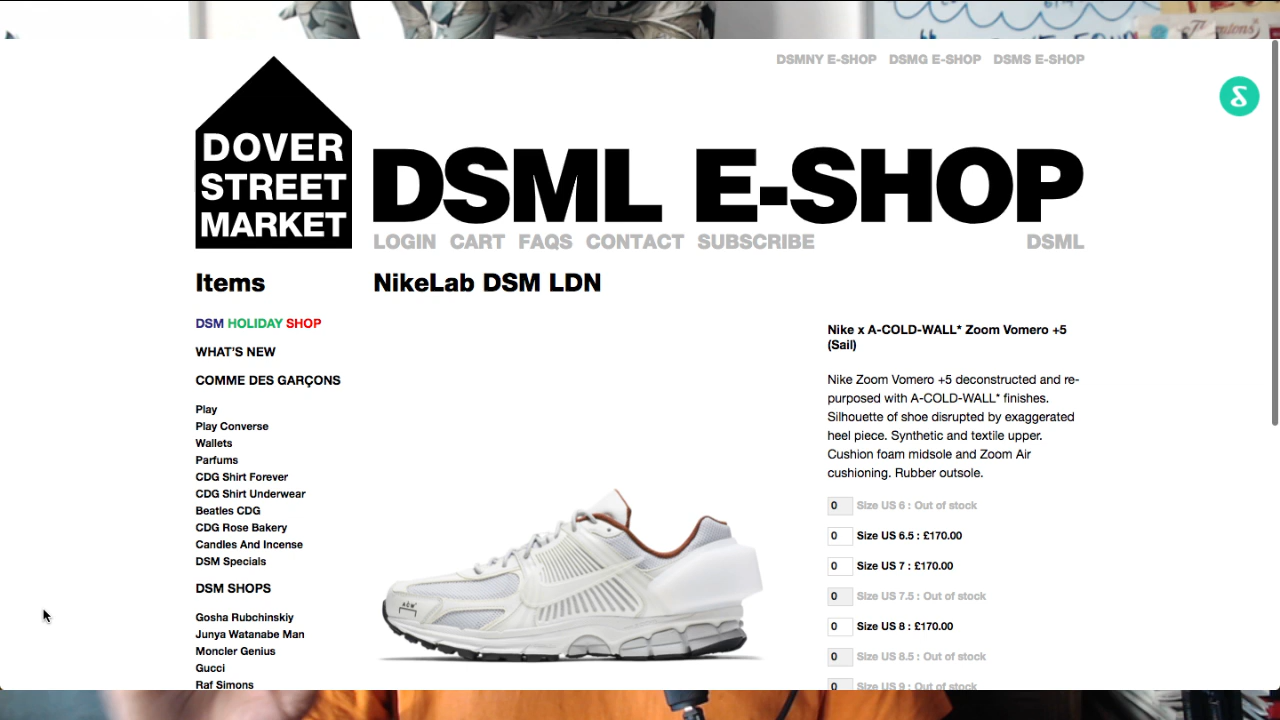 DSMNY E-SHOP DSMG E-SHOP DSMS E-SHOP
DOVER
STREET
MARKET
DSML E-SHOP
LOGIN CART FAQS CONTACT SUBSCRIBE DSML
Items
DSM HOLIDAY SHOP
WHAT'S NEW
COMME DES GARÇONS
Play
Play Converse
Wallets
Parfums
CDG Shirt Forever
CDG Shirt Underwear
Beatles CDG
CDG Rose Bakery
Candles And Incense
DSM Specials
DSM SHOPS
Gosha Rubchinskiy
Junya Watanabe Man
Moncler Genius
Gucci
Raf Simons
NikeLab DSM LDN
Nike x A-COLD-WALL* Zoom Vomero +5
(Sail)
Nike Zoom Vomero +5 deconstructed and re-
purposed with A-COLD-WALL* finishes.
Silhouette of shoe disrupted by exaggerated
heel piece. Synthetic and textile upper.
Cushion foam midsole and Zoom Air
cushioning. Rubber outsole.
0 Size US 6 : Out of stock
0 Size US 6.5 : £170.00
0 Size US 7 : £170.00
0 Size US 7.5 : Out of stock
0 Size US 8 : £170.00
0 Size US 8.5 : Out of stock
0 Size US 9 : Out of stock